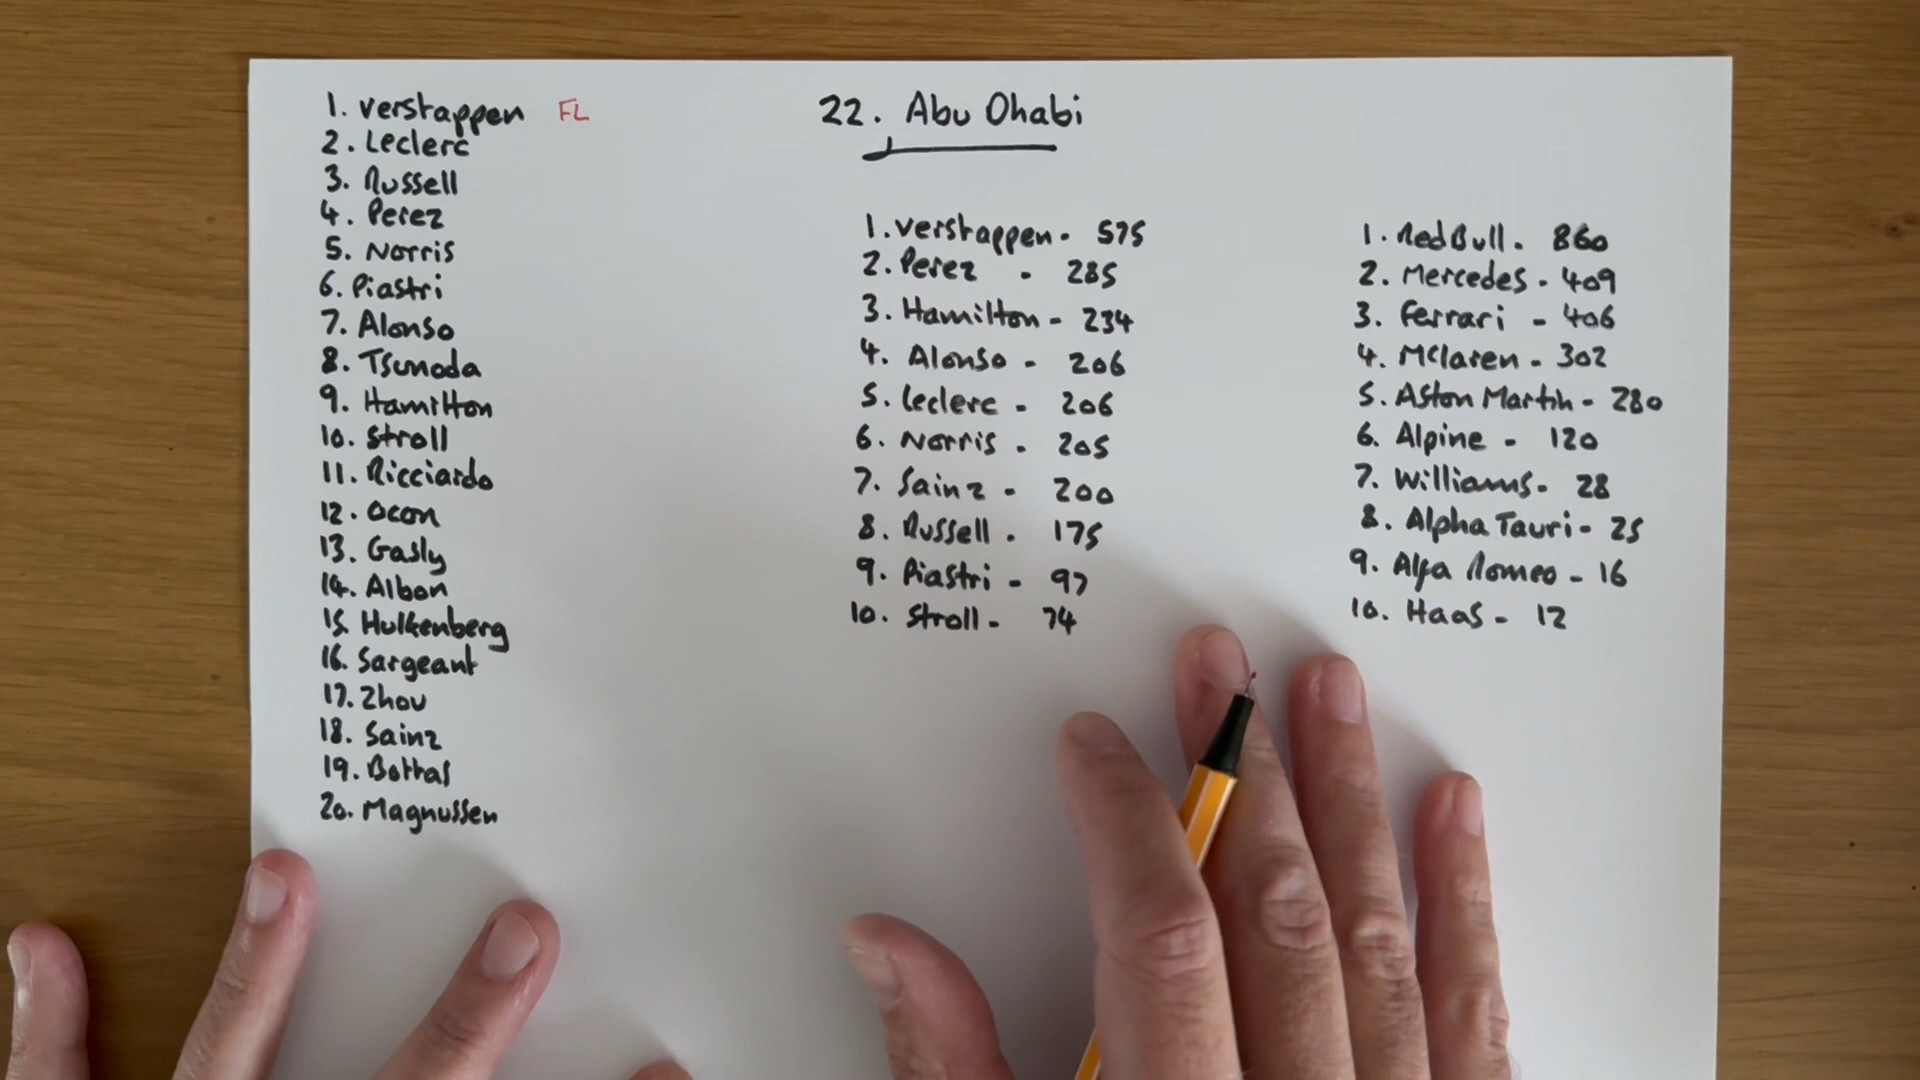 1. Verstappen FL
2. Leclerc
3. Russell
4. Perez
5. Norris
6. Piastri
7. Alonso
8. Tsunoda
9. Hamilton
10. Stroll
11. Ricciardo
12. Ocon
13. Gasly
14. Albon
15. Hulkenberg
16. Sargeant
17. Zhou
18. Sainz
19. Bottas
20. Magnussen
22. Abu Dhabi
1. Verstappen - 575
2. Perez - 285
3. Hamilton - 234
4. Alonso - 206
5. Leclerc - 206
6. Norris - 205
7. Sainz - 200
8. Russell - 175
9. Piastri - 97
10. Stroll - 74
1. Red Bull - 860
2. Mercedes - 409
3. Ferrari - 406
4. McLaren - 302
5. Aston Martin - 280
6. Alpine - 120
7. Williams - 28
8. Alpha Tauri - 25
9. Alfa Romeo - 16
10. Haas - 12